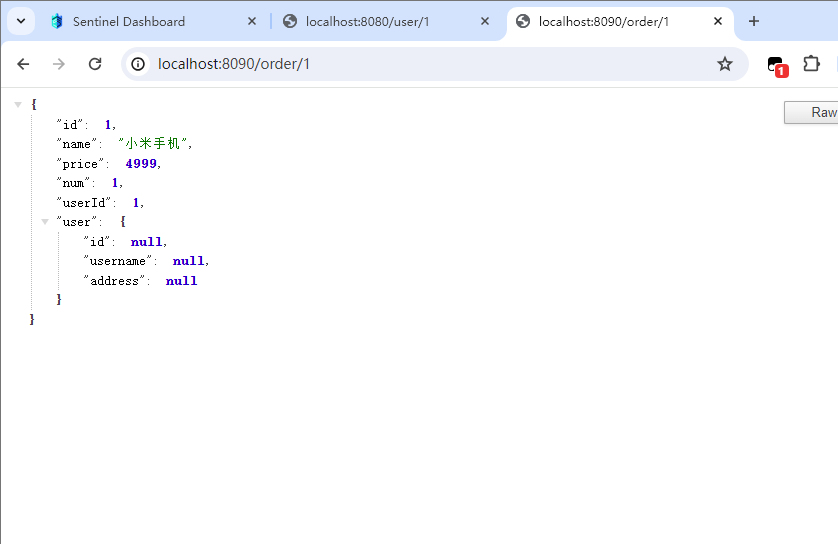 Sentinel Dashboard
localhost:8080/user/1
localhost:8090/order/1
localhost:8090/order/1
1
Raw
{
"id": 1,
"name": "小米手机",
"price": 4999,
"num": 1,
"userId": 1,
"user": {
"id": null,
"username": null,
"address": null
}
}